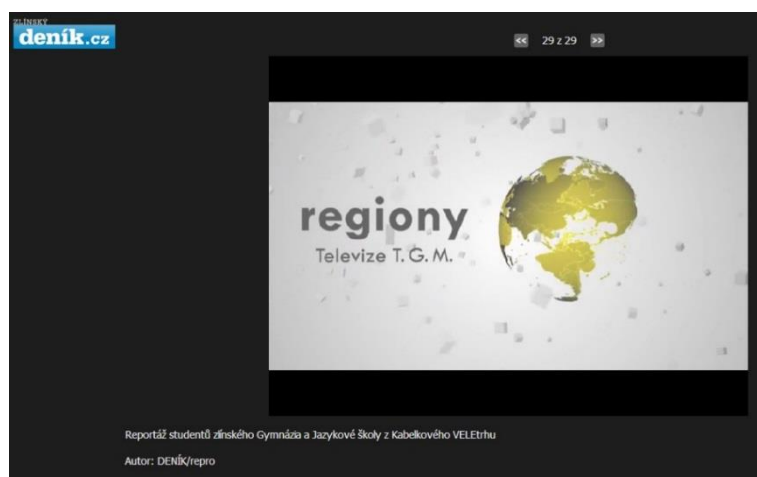 ZLÍNSKÝ
deník.cz
<< 29 z 29 >>
regiony
Televize T. G. M.
Reportáž studentů zlínského Gymnázia a Jazykové školy z Kabelkového VELEtrhu
Autor: DENÍK/repro